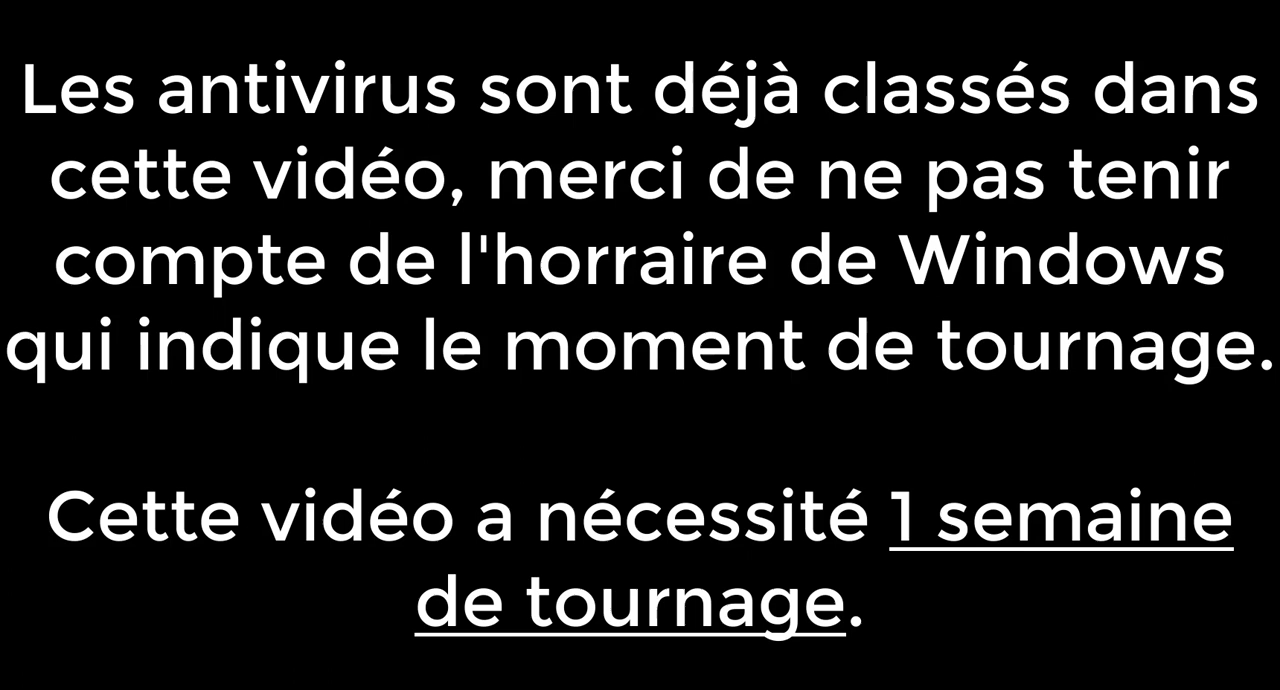 Les antivirus sont déjà classés dans
cette vidéo, merci de ne pas tenir
compte de l'horraire de Windows
qui indique le moment de tournage.
Cette vidéo a nécessité 1 semaine
de tournage.